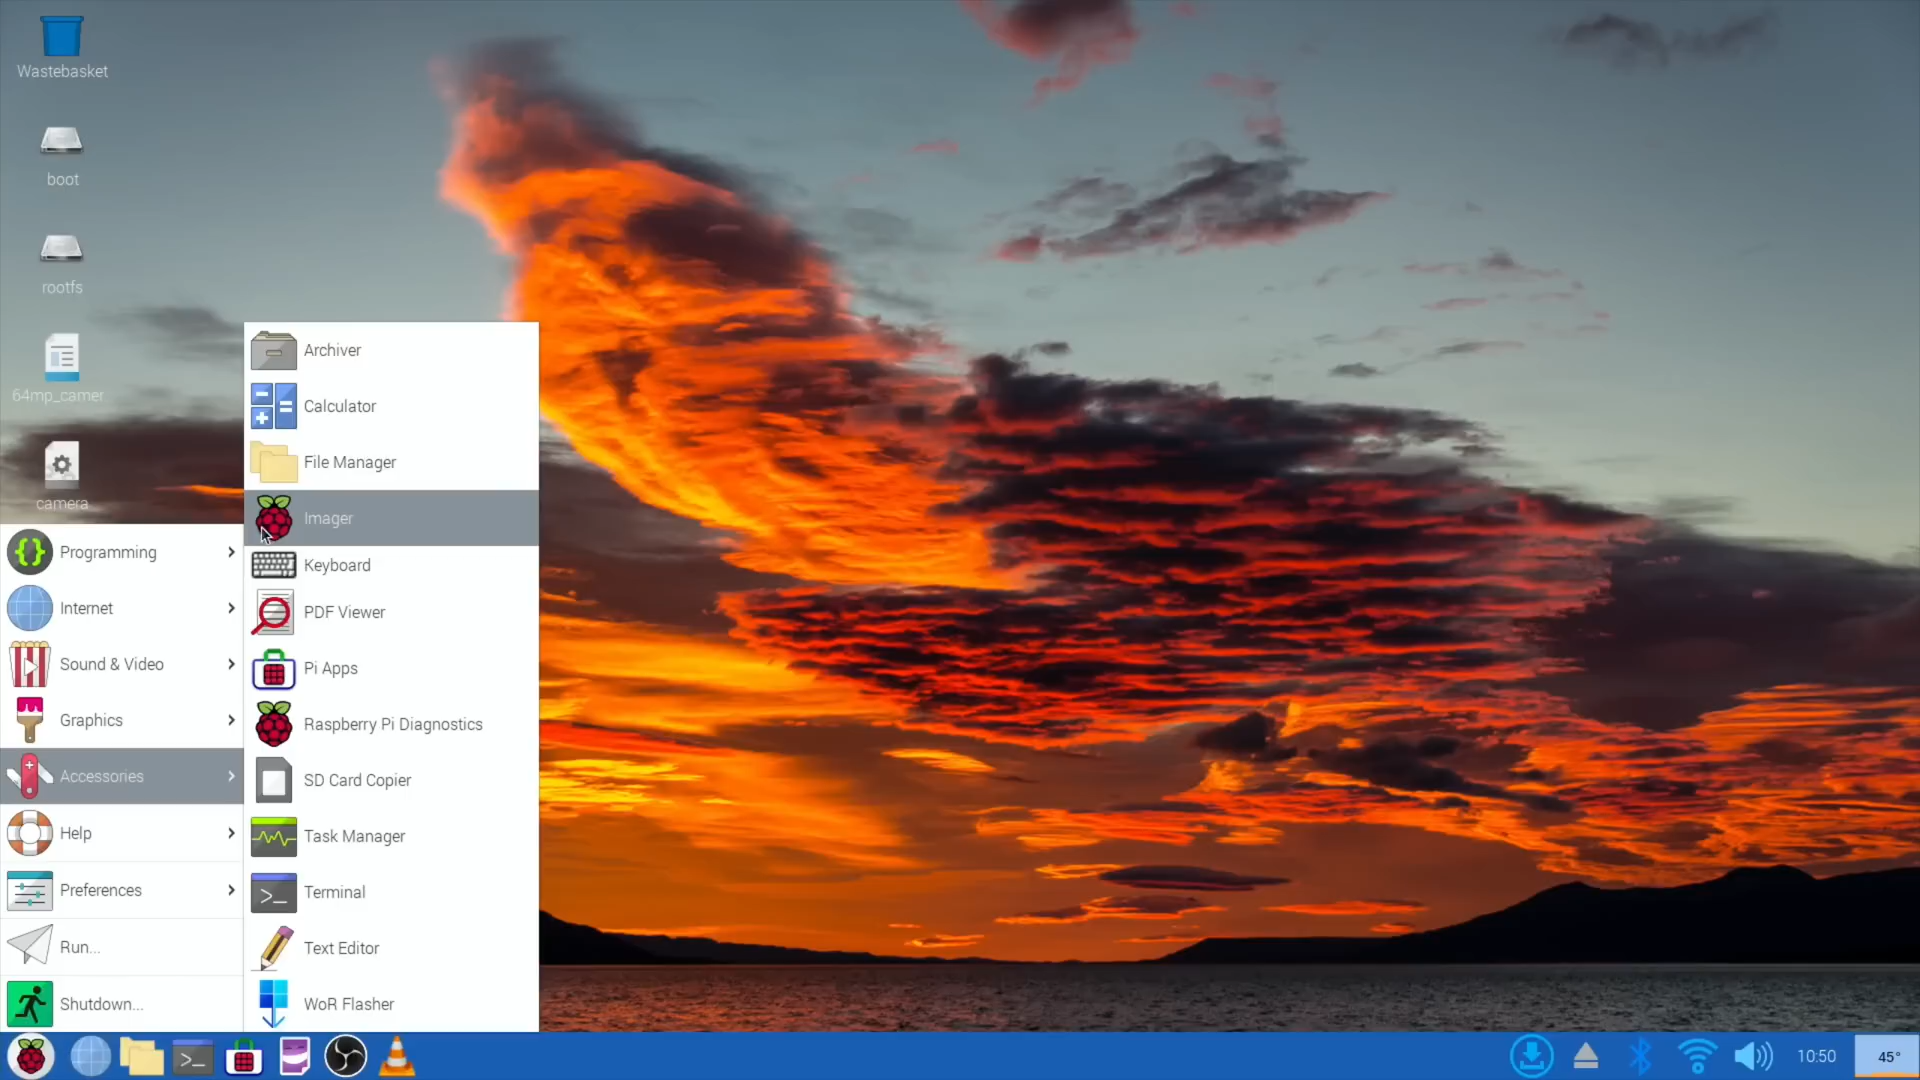 Wastebasket
boot
rootfs
64mp_camer
camera
Programming
Internet
Sound & Video
Graphics
Accessories
Help
Preferences
Run...
Shutdown...
Archiver
Calculator
File Manager
Imager
Keyboard
PDF Viewer
Pi Apps
Raspberry Pi Diagnostics
SD Card Copier
Task Manager
Terminal
Text Editor
WoR Flasher
10:50
45°